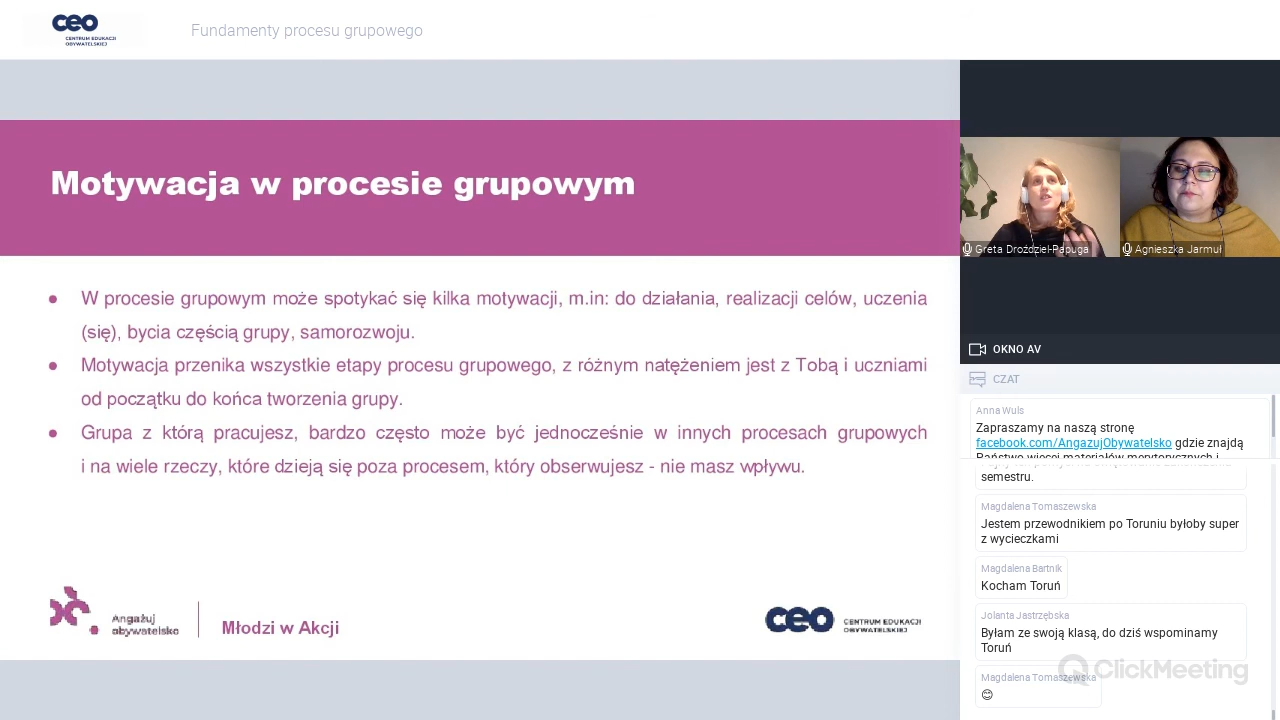 ceo
CENTRUM EDUKACJI
OBYWATELSKIEJ
Fundamenty procesu grupowego
Motywacja w procesie grupowym
● W procesie grupowym może spotykać się kilka motywacji, m.in: do działania, realizacji celów, uczenia
(się), bycia częścią grupy, samorozwoju.
● Motywacja przenika wszystkie etapy procesu grupowego, z różnym natężeniem jest z Tobą i uczniami
od początku do końca tworzenia grupy.
● Grupa z którą pracujesz, bardzo często może być jednocześnie w innych procesach grupowych
i na wiele rzeczy, które dzieją się poza procesem, który obserwujesz - nie masz wpływu.
Angażuj
obywatelsko
Młodzi w Akcji
ceo
CENTRUM EDUKACJI
OBYWATELSKIEJ
Greta Droździel-Papuga
Agnieszka Jarmuł
OKNO AV
CZAT
Anna Wuls
Zapraszamy na naszą stronę
facebook.com/AngazujObywatelsko gdzie znajdą
Państwo więcej materiałów merytorycznych i
semestru.
Magdalena Tomaszewska
Jestem przewodnikiem po Toruniu byłoby super
z wycieczkami
Magdalena Bartnik
Kocham Toruń
Jolanta Jastrzębska
Byłam ze swoją klasą, do dziś wspominamy
Toruń
Magdalena Tomaszewska
😊
ClickMeeting